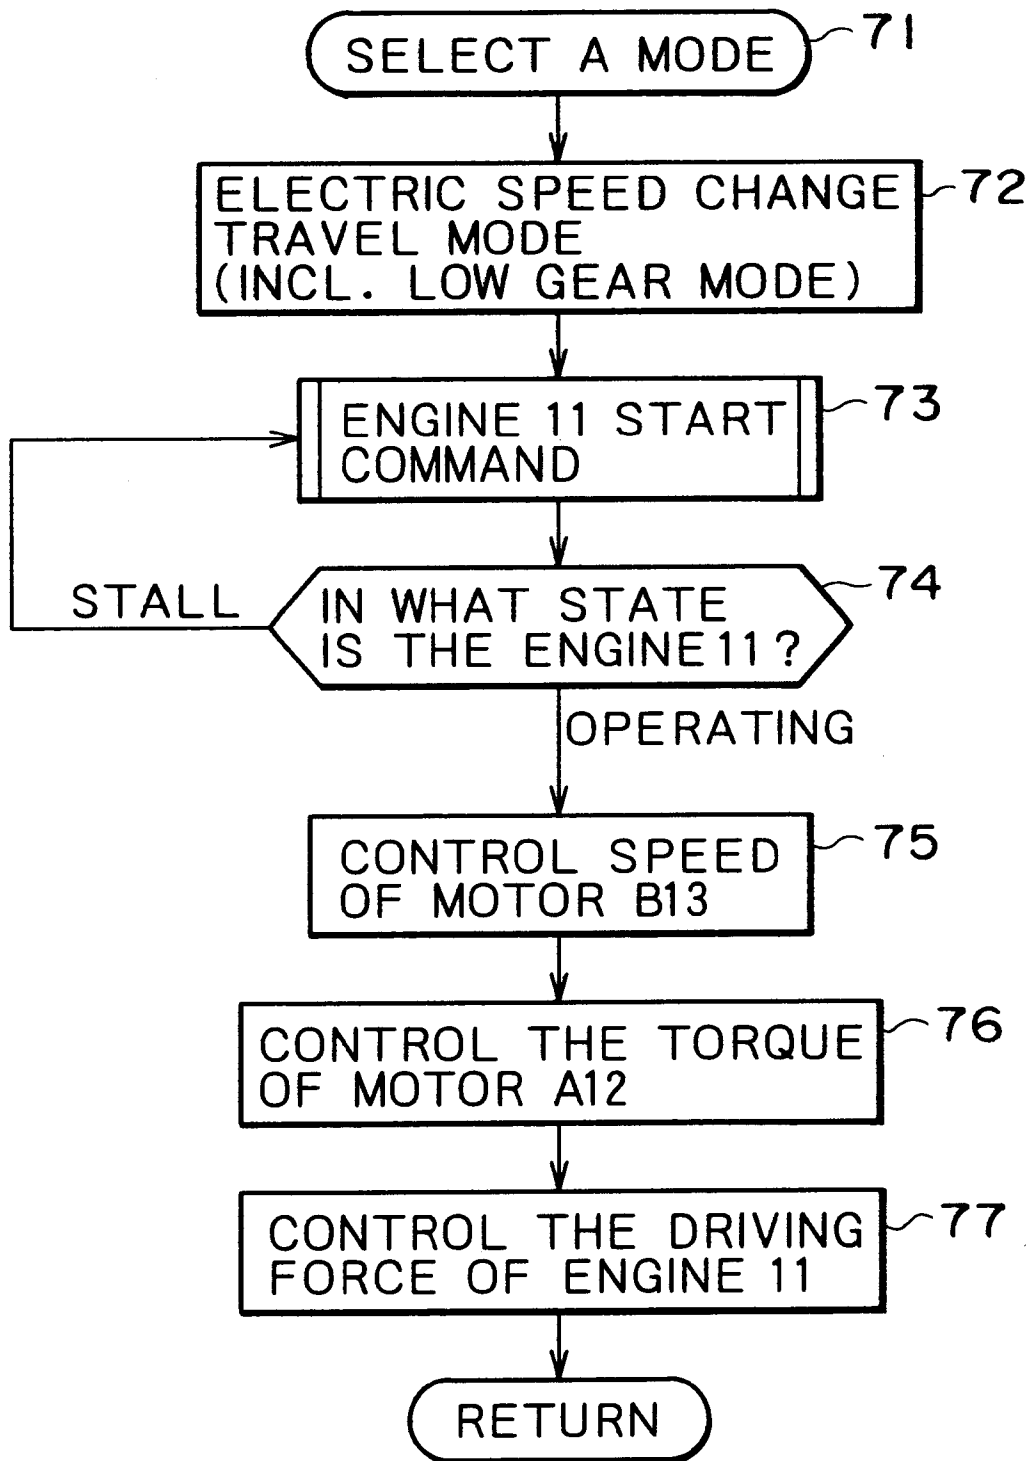 SELECT A MODE
71
ELECTRIC SPEED CHANGE
TRAVEL MODE
(INCL. LOW GEAR MODE)
72
ENGINE 11 START
COMMAND
73
STALL
IN WHAT STATE
IS THE ENGINE 11?
74
OPERATING
CONTROL SPEED
OF MOTOR B13
75
CONTROL THE TORQUE
OF MOTOR A12
76
CONTROL THE DRIVING
FORCE OF ENGINE 11
77
RETURN